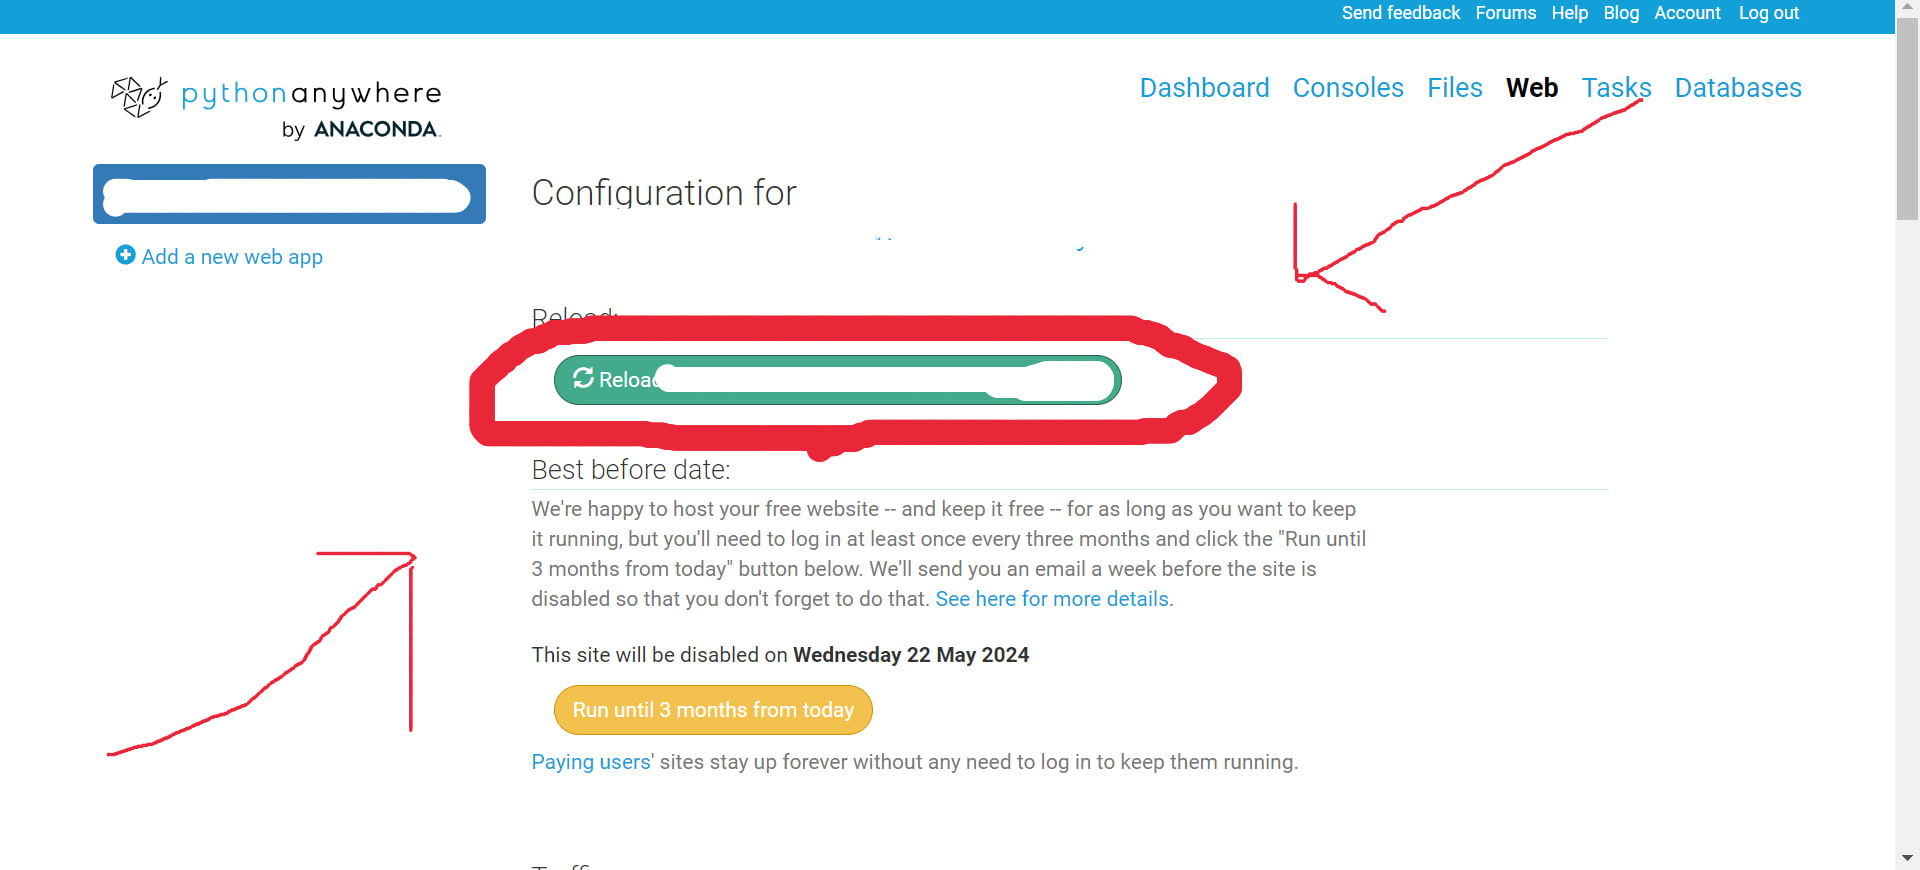 Send feedback Forums Help Blog Account Log out
pythonanywhere
by ANACONDA.
Dashboard Consoles Files Web Tasks Databases
Configuration for
Add a new web app
Reload:
Reload
Best before date:
We're happy to host your free website -- and keep it free -- for as long as you want to keep
it running, but you'll need to log in at least once every three months and click the "Run until
3 months from today" button below. We'll send you an email a week before the site is
disabled so that you don't forget to do that. See here for more details.
This site will be disabled on Wednesday 22 May 2024
Run until 3 months from today
Paying users' sites stay up forever without any need to log in to keep them running.